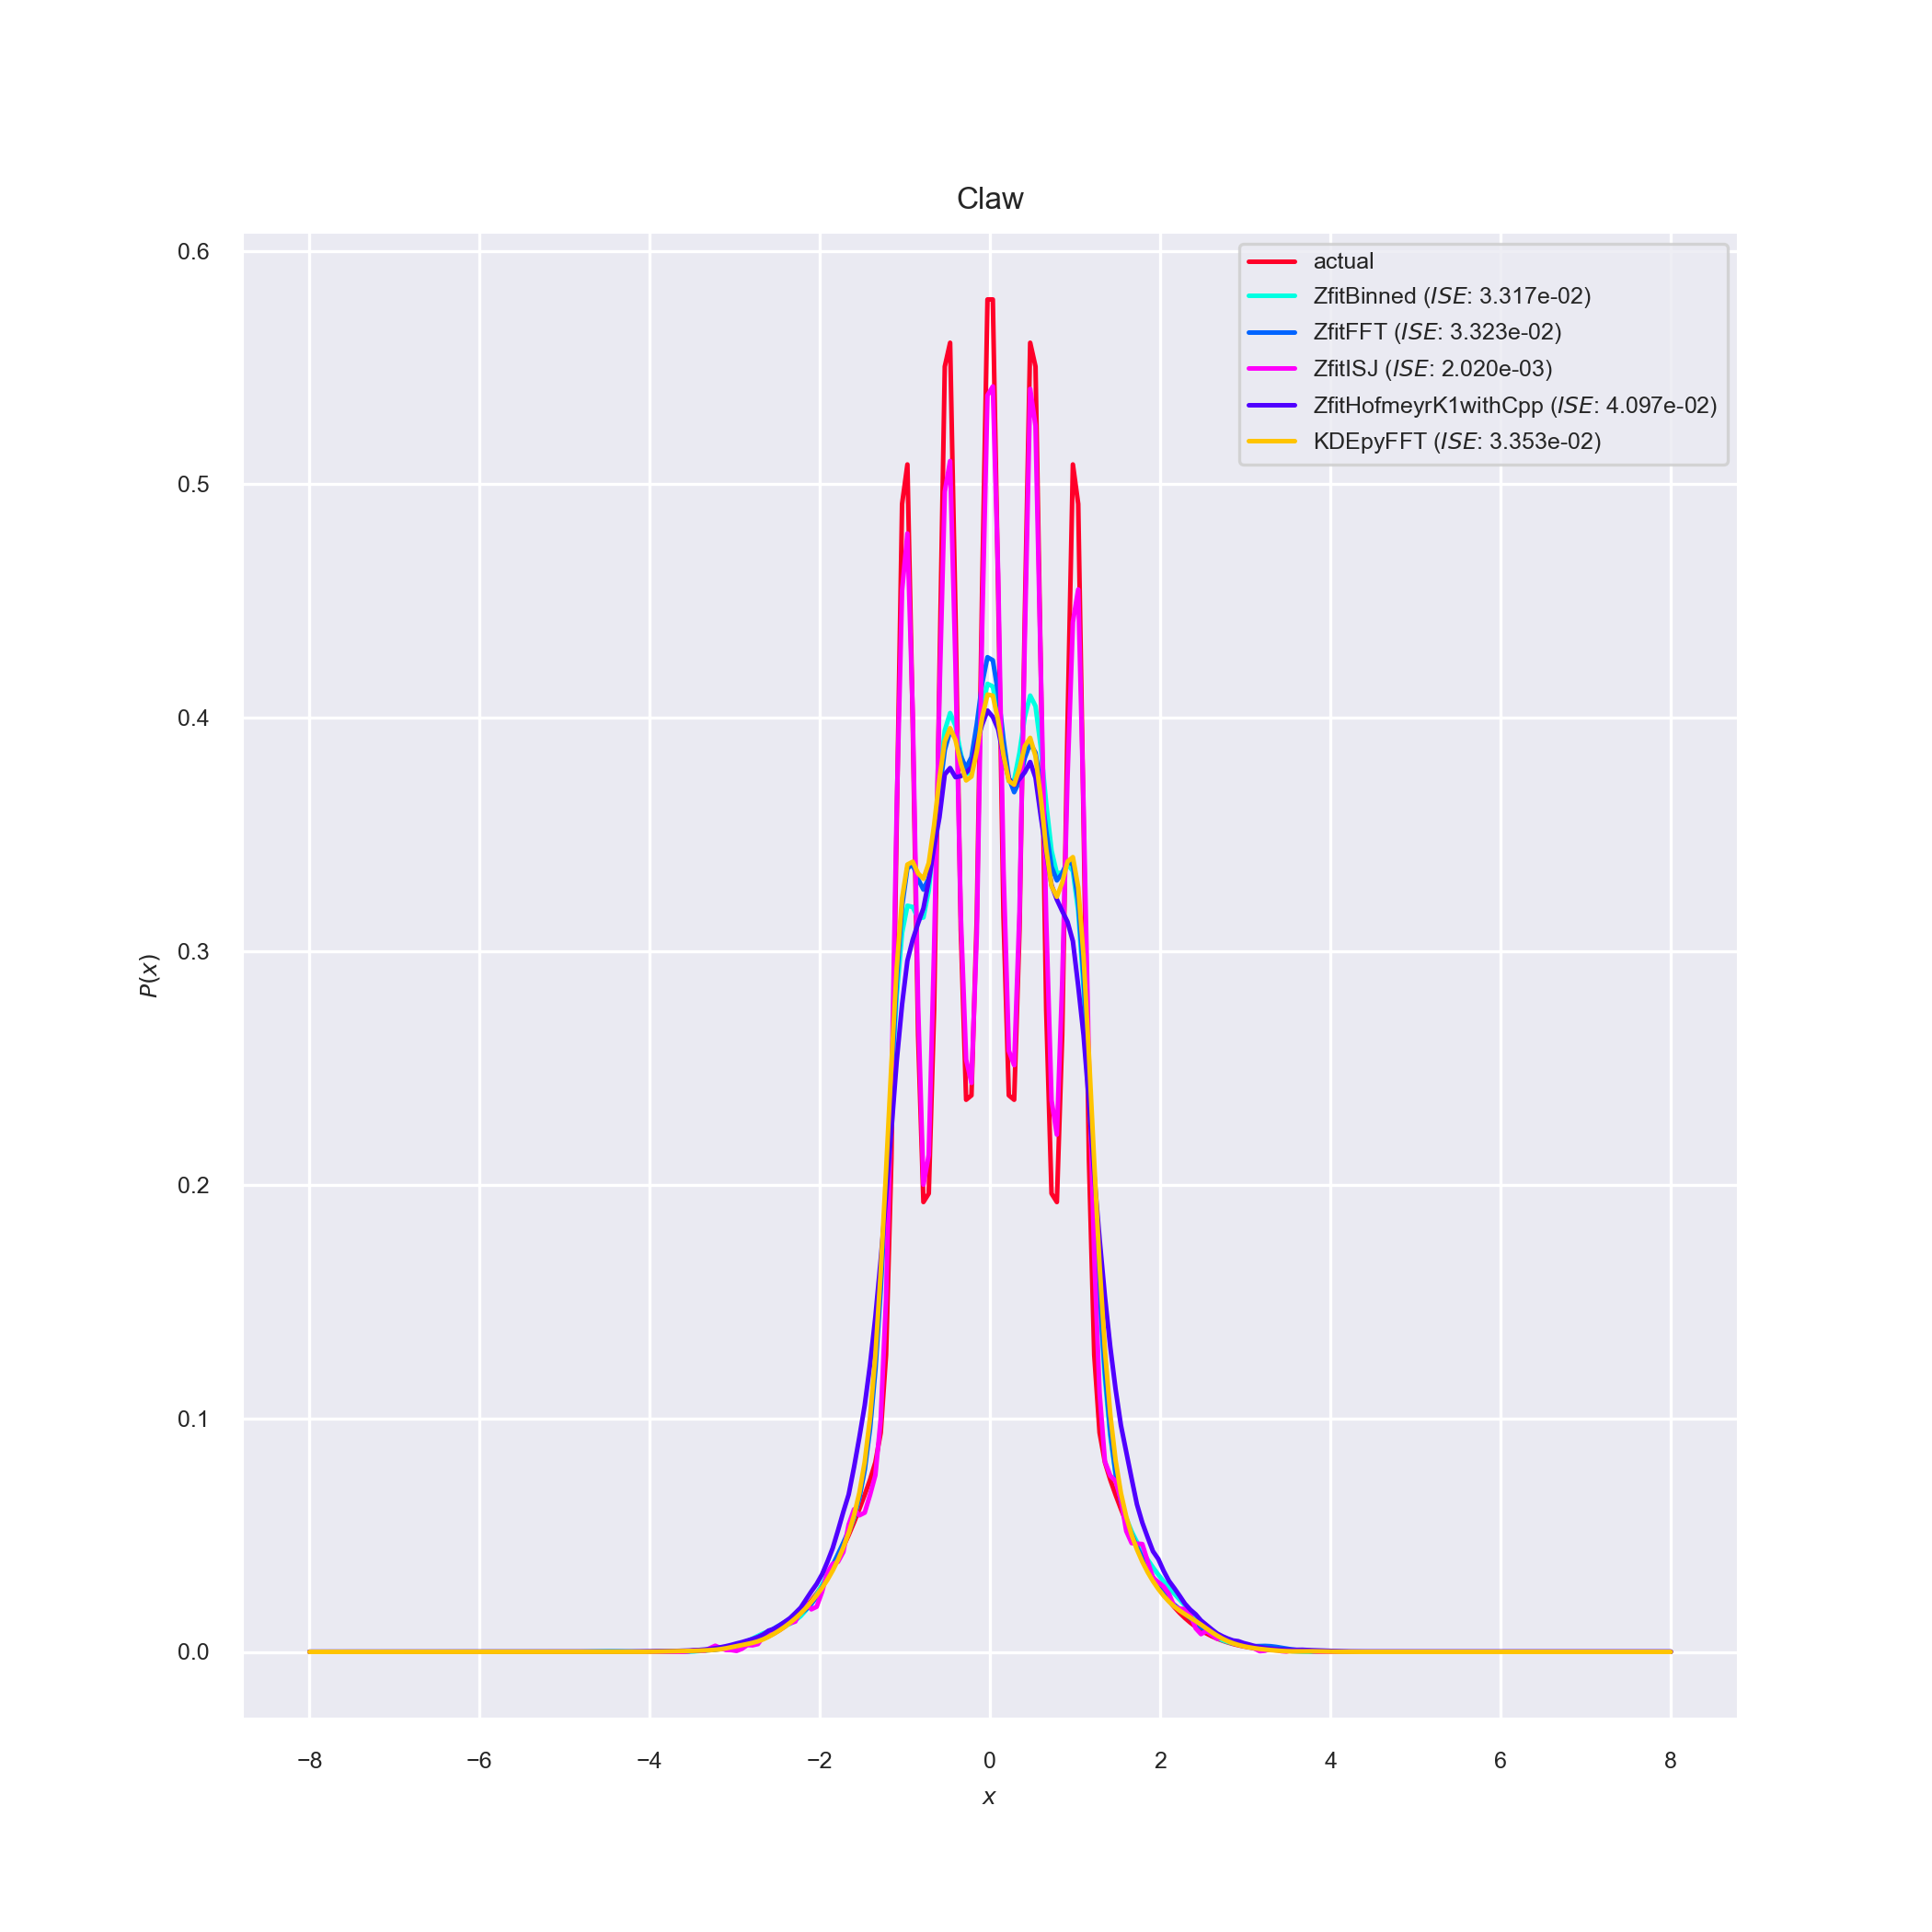 Claw
actual
ZfitBinned (ISE: 3.317e-02)
ZfitFFT (ISE: 3.323e-02)
ZfitISJ (ISE: 2.020e-03)
ZfitHofmeyrK1withCpp (ISE: 4.097e-02)
KDEpyFFT (ISE: 3.353e-02)
0.6
0.5
0.4
0.3
0.2
0.1
0.0
P(x)
−8 −6 −4 −2 0 2 4 6 8
x